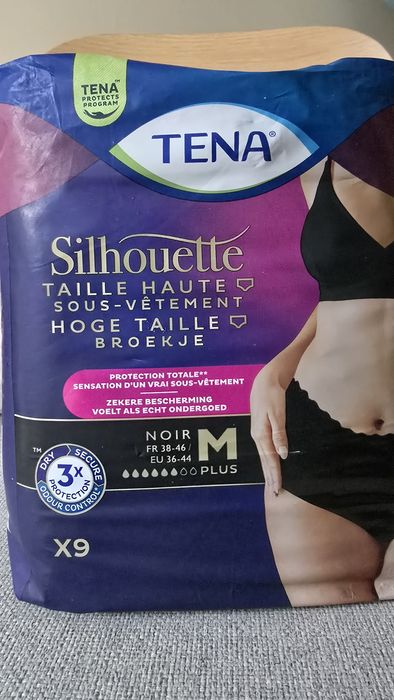 TENA™
PROTECTS
PROGRAM
TENA®
Silhouette
TAILLE HAUTE
SOUS-VÊTEMENT
HOGE TAILLE
BROEKJE
PROTECTION TOTALE**
SENSATION D'UN VRAI SOUS-VÊTEMENT
ZEKERE BESCHERMING
VOELT ALS ECHT ONDERGOED
NOIR
FR 38-46 /
EU 36-44
M
PLUS
™
DRY SECURE
3X
PROTECTION
ODOUR CONTROL
X9